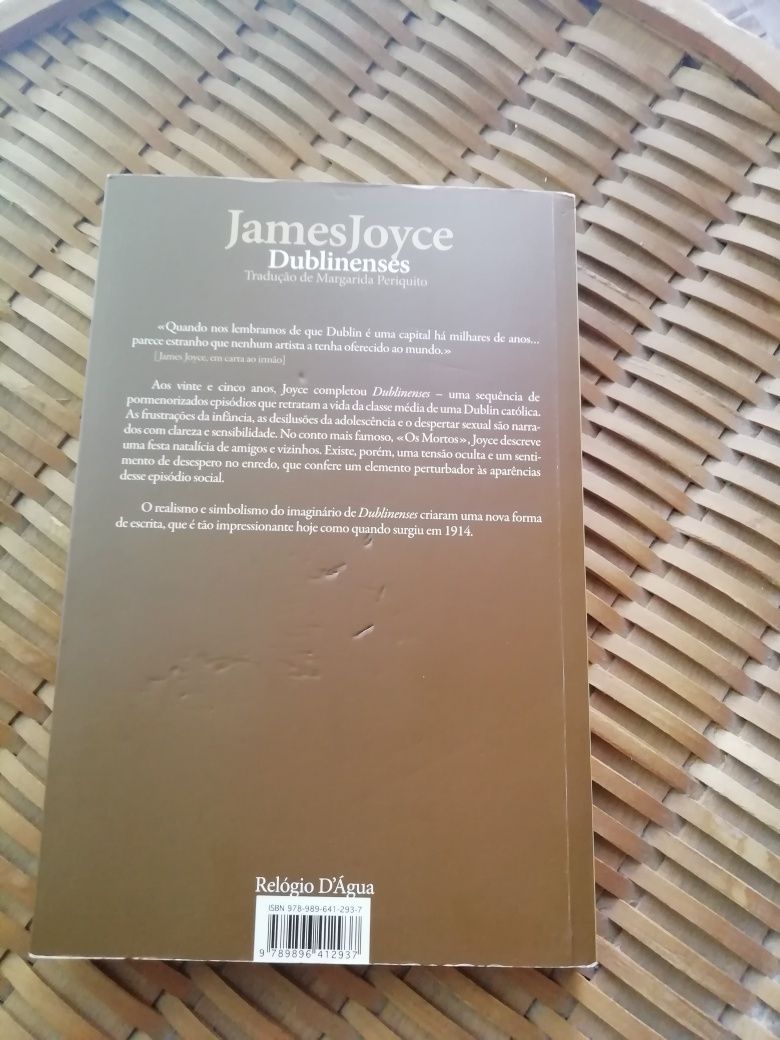 JamesJoyce
Dublinenses
Tradução de Margarida Periquito
«Quando nos lembramos de que Dublin é uma capital há milhares de anos...
parece estranho que nenhum artista a tenha oferecido ao mundo.»
[James Joyce, em carta ao irmão]
Aos vinte e cinco anos, Joyce completou Dublinenses – uma sequência de
pormenorizados episódios que retratam a vida da classe média de uma Dublin católica.
As frustrações da infância, as desilusões da adolescência e o despertar sexual são narra-
dos com clareza e sensibilidade. No conto mais famoso, «Os Mortos», Joyce descreve
uma festa natalícia de amigos e vizinhos. Existe, porém, uma tensão oculta e um senti-
mento de desespero no enredo, que confere um elemento perturbador às aparências
desse episódio social.
O realismo e simbolismo do imaginário de Dublinenses criaram uma nova forma
de escrita, que é tão impressionante hoje como quando surgiu em 1914.
Relógio D'Água
ISBN 978-989-641-293-7
9 789896 412937